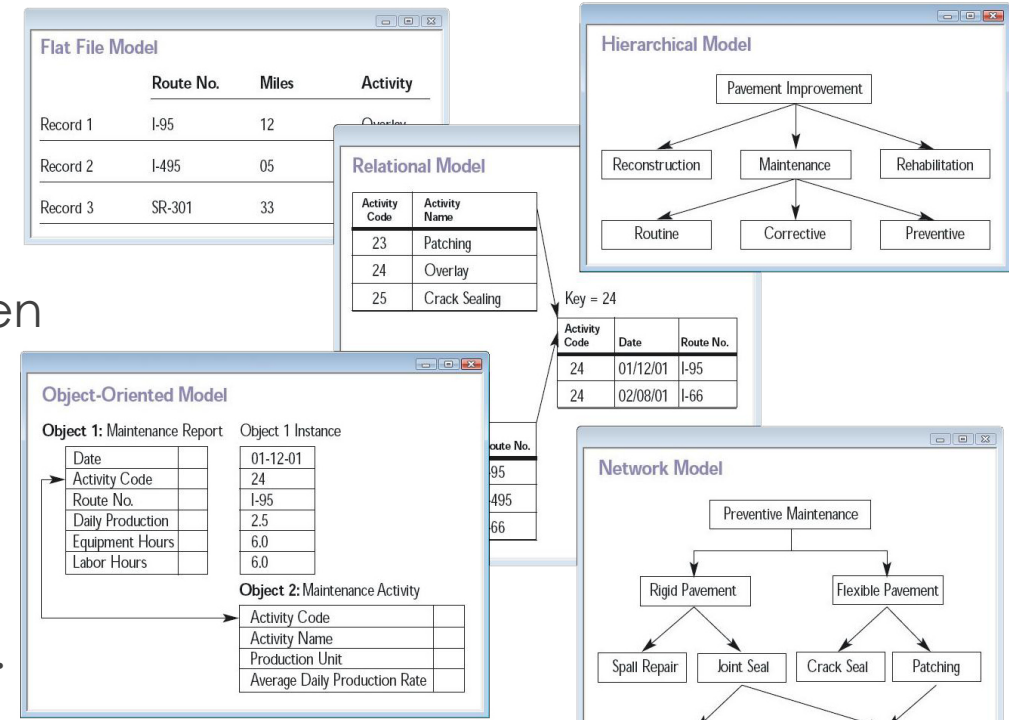 Flat File Model
Route No. Miles Activity
Record 1 I-95 12
Record 2 I-495 05
Record 3 SR-301 33
Hierarchical Model
Pavement Improvement
Reconstruction Maintenance Rehabilitation
Routine Corrective Preventive
Relational Model
Activity Code Activity Name
23 Patching
24 Overlay
25 Crack Sealing
Key = 24
Activity Code Date Route No.
24 01/12/01 I-95
24 02/08/01 I-66
Route No.
95
495
66
en
Object-Oriented Model
Object 1: Maintenance Report Object 1 Instance
Date 01-12-01
Activity Code 24
Route No. I-95
Daily Production 2.5
Equipment Hours 6.0
Labor Hours 6.0
Object 2: Maintenance Activity
Activity Code
Activity Name
Production Unit
Average Daily Production Rate
Network Model
Preventive Maintenance
Rigid Pavement Flexible Pavement
Spall Repair Joint Seal Crack Seal Patching